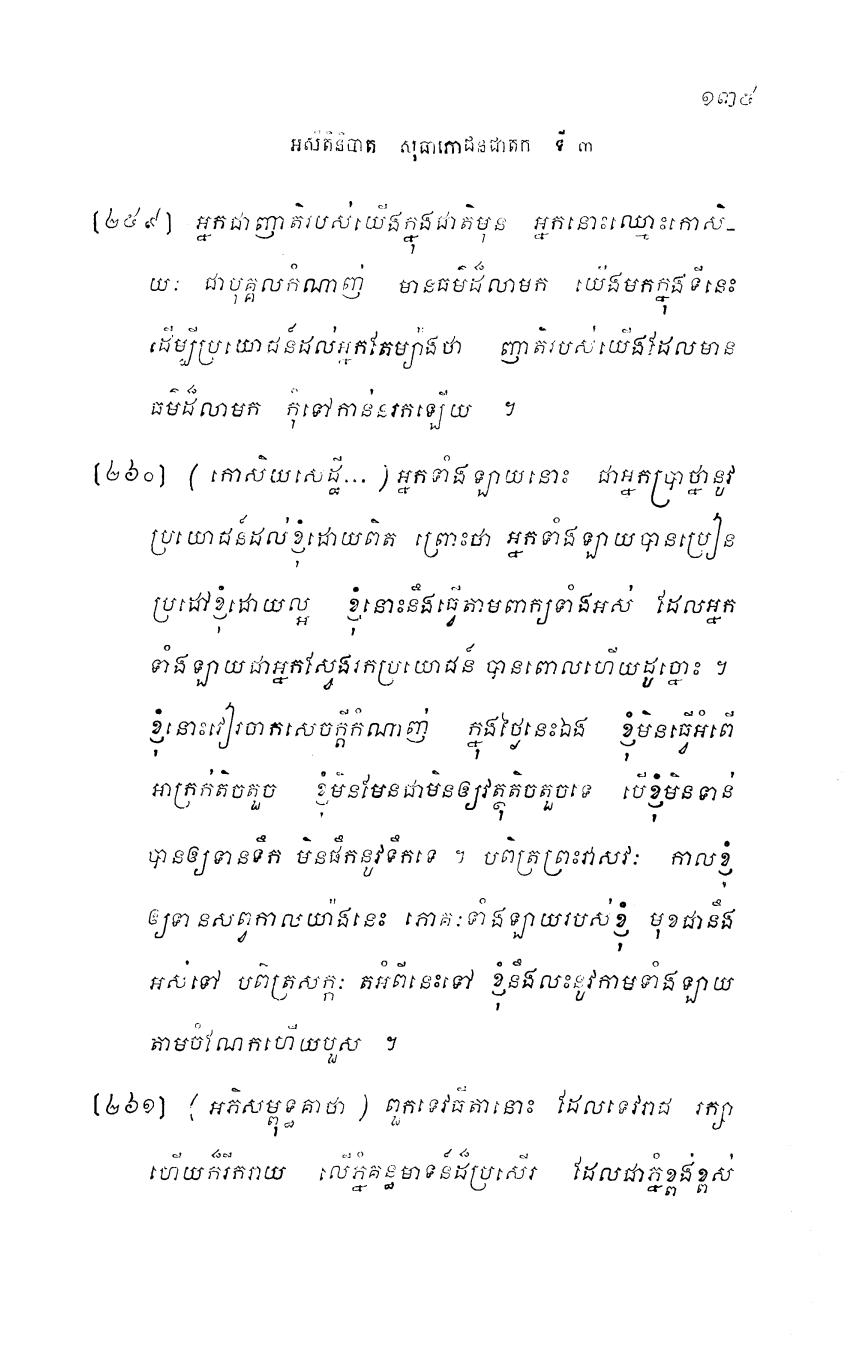 ១៣៥
អសីតិនិបាត សុធាភោជនជាតក ទី ៣
[២៥៩] អ្នកជាញាតិរបស់យើងក្នុងជាតិមុន អ្នកនោះឈ្មោះកោសិ-
យៈ ជាបុគ្គលកំណាញ់ មានធម៌ដ៏លាមក យើងមកក្នុងទីនេះ
ដើម្បីប្រយោជន៍ដល់អ្នកតែម្យ៉ាងថា ញាតិរបស់យើងដែលមាន
ធម៌ដ៏លាមក កុំទៅកាន់នរកឡើយ ។
[២៦០] (កោសិយសេដ្ឋី...) អ្នកទាំងឡាយនោះ ជាអ្នកប្រាថ្នានូវ
ប្រយោជន៍ដល់ខ្ញុំដោយពិត ព្រោះថា អ្នកទាំងឡាយបានប្រៀន
ប្រដៅខ្ញុំដោយល្អ ខ្ញុំនោះនឹងធ្វើតាមពាក្យទាំងអស់ ដែលអ្នក
ទាំងឡាយជាអ្នកស្វែងរកប្រយោជន៍ បានពោលហើយដូច្នោះ ។
ខ្ញុំនោះវៀរចាកសេចក្តីកំណាញ់ ក្នុងថ្ងៃនេះឯង ខ្ញុំមិនធ្វើអំពើ
អាក្រក់តិចតួច ខ្ញុំមិនមែនជាមិនឲ្យវត្ថុតិចតួចទេ បើខ្ញុំមិនទាន់
បានឲ្យទានទឹក មិនផឹកនូវទឹកទេ ។ បពិត្រព្រះវាសវៈ កាលខ្ញុំ
ឲ្យទានសព្វកាលយ៉ាងនេះ ភោគៈទាំងឡាយរបស់ខ្ញុំ មុខជានឹង
អស់ទៅ បពិត្រសក្កៈ តអំពីនេះទៅ ខ្ញុំនឹងលះនូវកាមទាំងឡាយ
តាមចំណែកហើយបួស ។
[២៦១] (អភិសម្ពុទ្ធគាថា) ពួកទេវធីតានោះ ដែលទេវរាជ រក្សា
ហើយក៏រីករាយ លើភ្នំគន្ធមាទន៍ដ៏ប្រសើរ ដែលជាភ្នំខ្ពង់ខ្ពស់